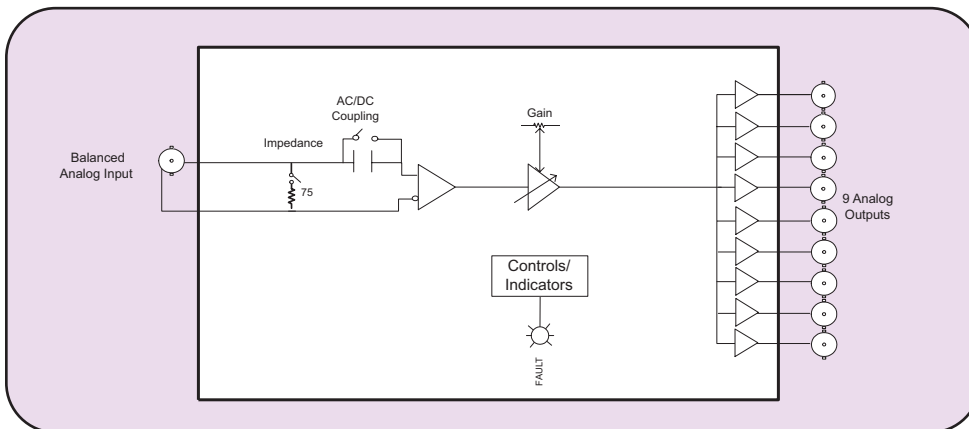 AC/DC
Coupling
Gain
Impedance
Balanced
Analog Input
75
9 Analog
Outputs
Controls/
Indicators
FAULT